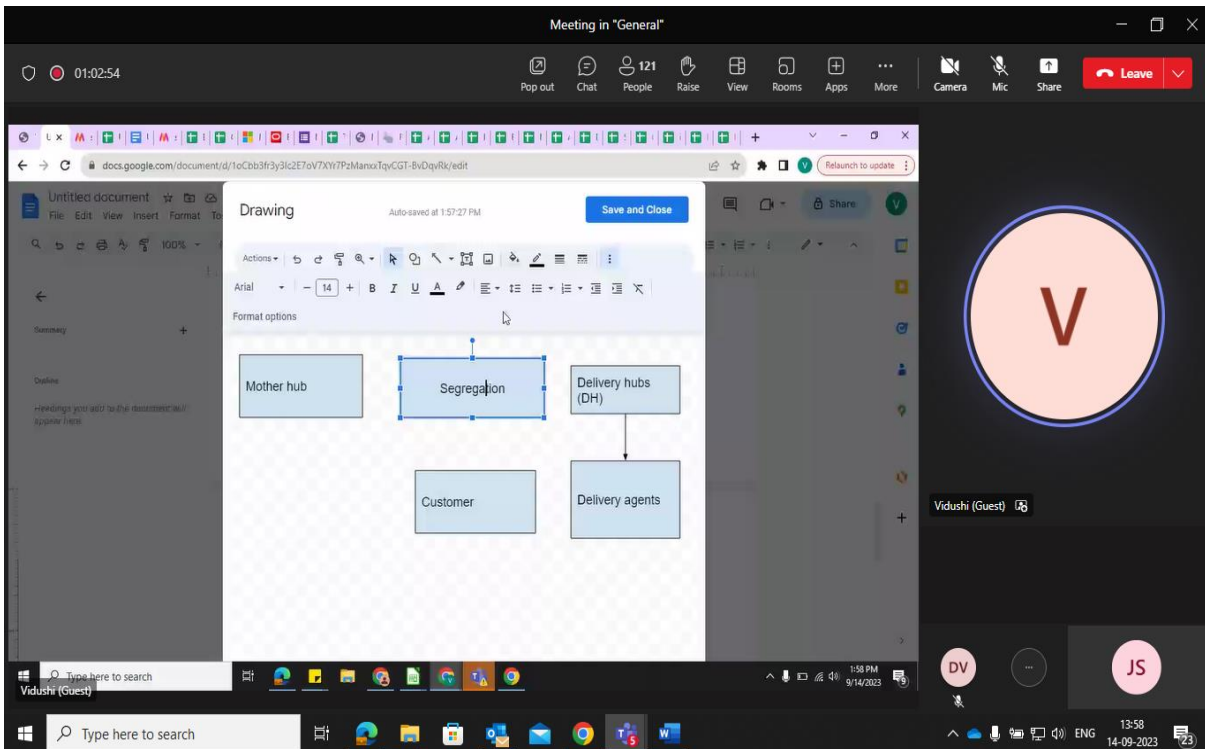 Meeting in "General"
01:02:54
Pop out
Chat
121
People
Raise
View
Rooms
Apps
More
Camera
Mic
Share
Leave
docs.google.com/document/d/
Relaunch to update
V
Untitled document
File Edit View Insert Format To
Share
V
100%
Drawing
Auto-saved at 1:57:27 PM
Save and Close
Actions
Arial
14
B I U A
Format options
Summary
Outline
Headings you add to the document will
appear here.
Mother hub
Segregation
Delivery hubs
(DH)
Customer
Delivery agents
V
Vidushi (Guest)
DV
JS
Type here to search
1:58 PM
9/14/2023
Vidushi (Guest)
Type here to search
5
ENG
13:58
14-09-2023
23